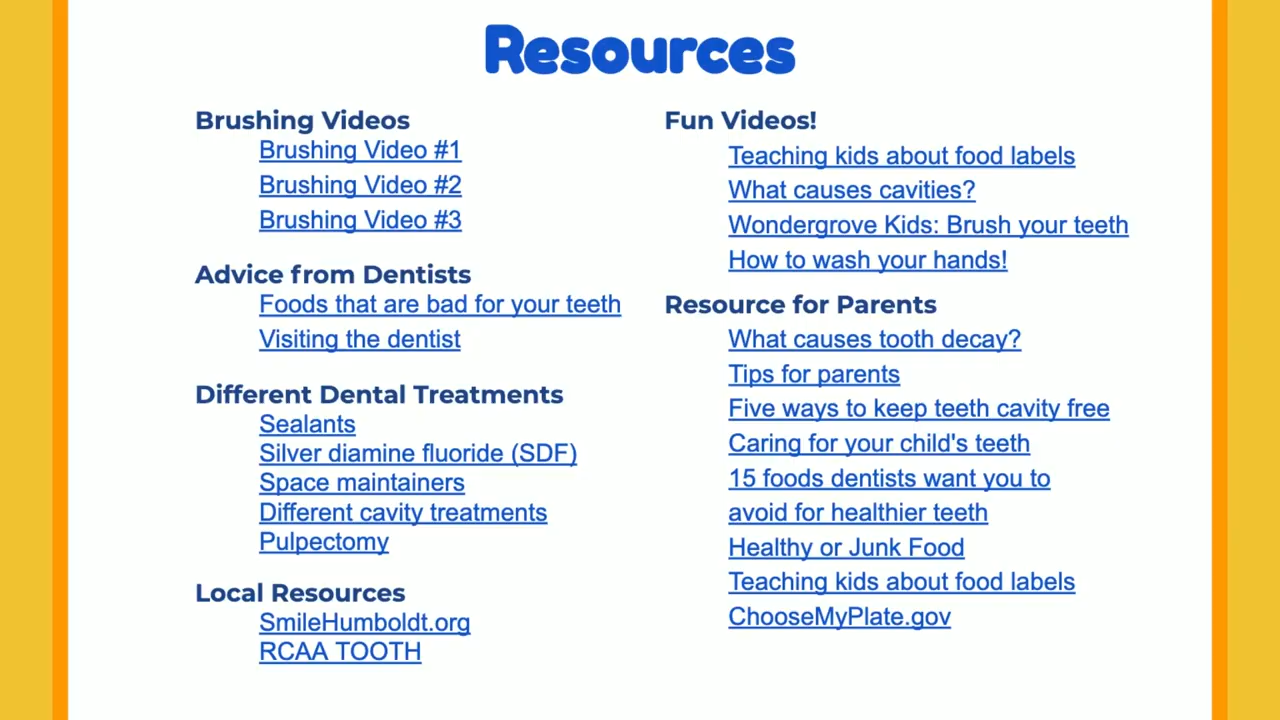 Resources
Brushing Videos
Brushing Video #1
Brushing Video #2
Brushing Video #3
Advice from Dentists
Foods that are bad for your teeth
Visiting the dentist
Different Dental Treatments
Sealants
Silver diamine fluoride (SDF)
Space maintainers
Different cavity treatments
Pulpectomy
Local Resources
SmileHumboldt.org
RCAA TOOTH
Fun Videos!
Teaching kids about food labels
What causes cavities?
Wondergrove Kids: Brush your teeth
How to wash your hands!
Resource for Parents
What causes tooth decay?
Tips for parents
Five ways to keep teeth cavity free
Caring for your child's teeth
15 foods dentists want you to
avoid for healthier teeth
Healthy or Junk Food
Teaching kids about food labels
ChooseMyPlate.gov